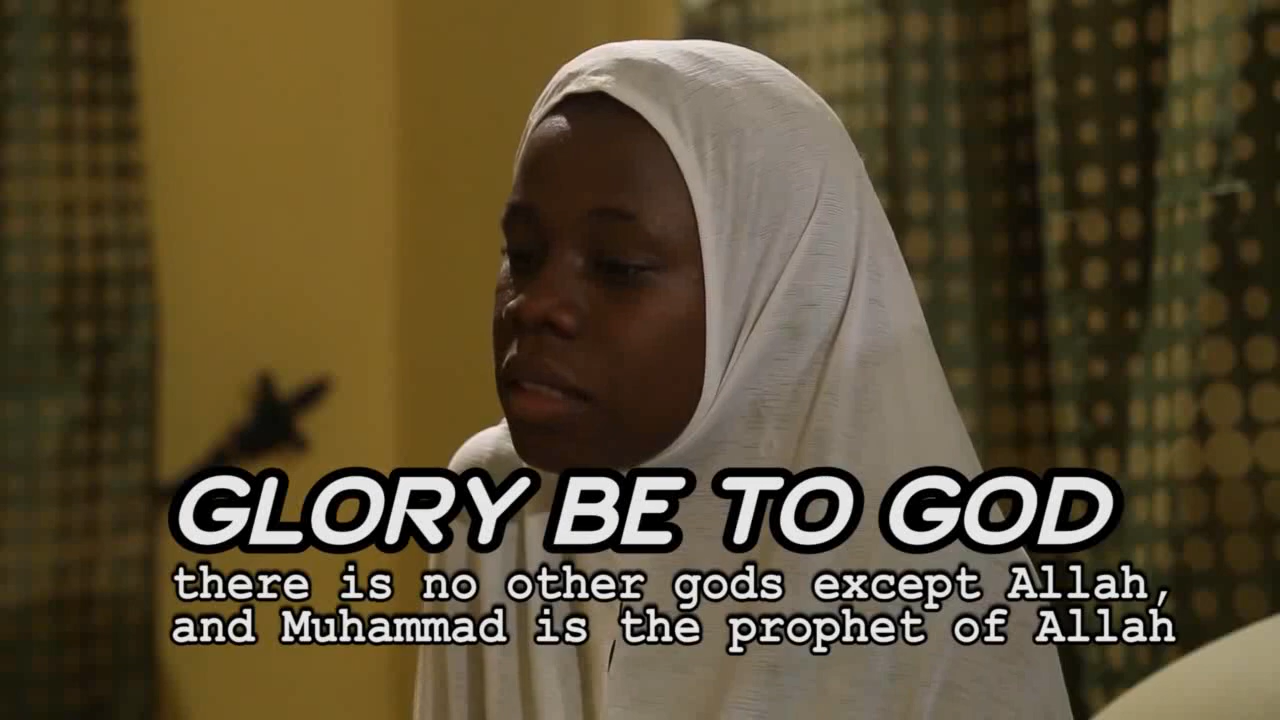 GLORY BE TO GOD
there is no other gods except Allah,
and Muhammad is the prophet of Allah